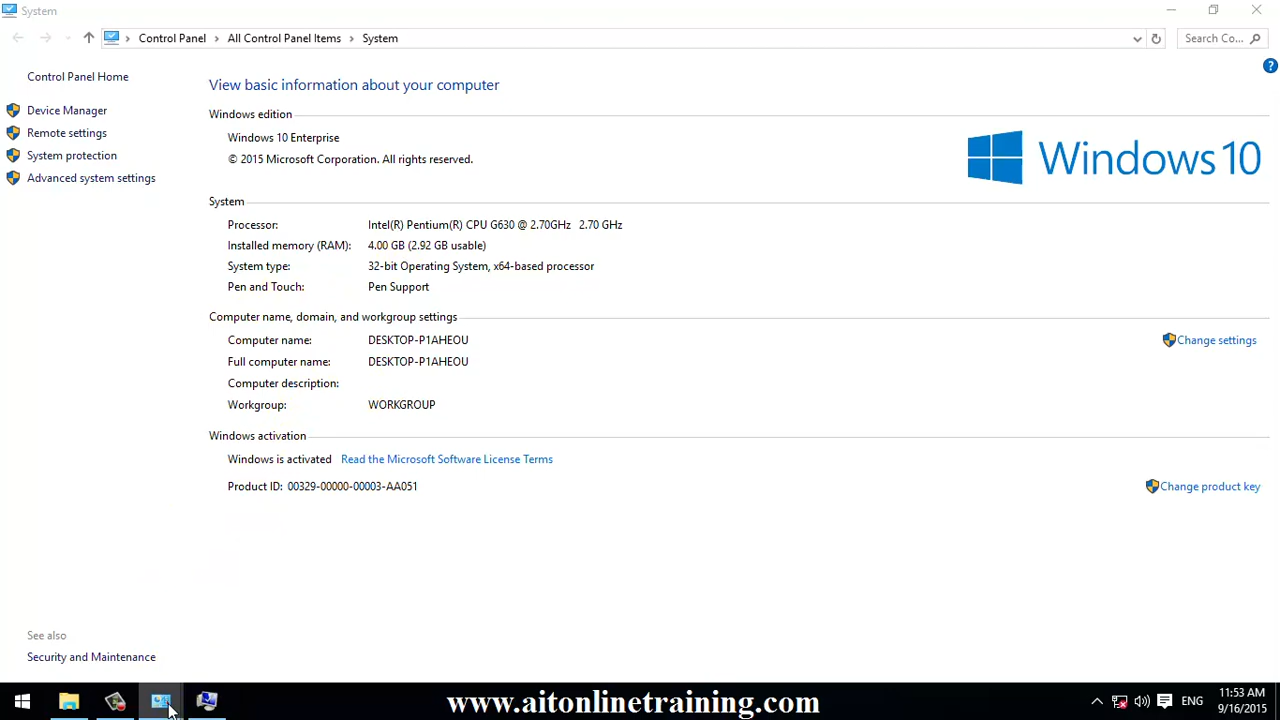 System
Control Panel > All Control Panel Items > System
Search Co...
Control Panel Home
Device Manager
Remote settings
System protection
Advanced system settings
View basic information about your computer
Windows edition
Windows 10 Enterprise
© 2015 Microsoft Corporation. All rights reserved.
Windows 10
System
Processor: Intel(R) Pentium(R) CPU G630 @ 2.70GHz 2.70 GHz
Installed memory (RAM): 4.00 GB (2.92 GB usable)
System type: 32-bit Operating System, x64-based processor
Pen and Touch: Pen Support
Computer name, domain, and workgroup settings
Computer name: DESKTOP-P1AHEOU
Change settings
Full computer name: DESKTOP-P1AHEOU
Computer description:
Workgroup: WORKGROUP
Windows activation
Windows is activated Read the Microsoft Software License Terms
Product ID: 00329-00000-00003-AA051
Change product key
See also
Security and Maintenance
www.aitonlinetraining.com
ENG
11:53 AM
9/16/2015